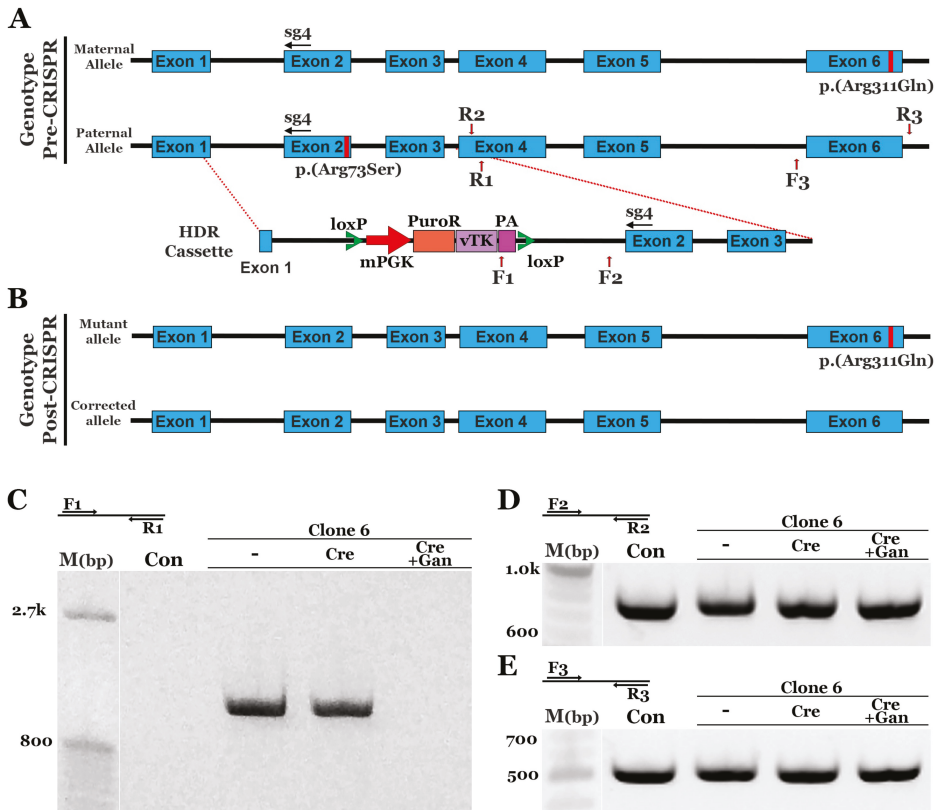 A
Genotype
Pre-CRISPR
Maternal
Allele
Exon 1
sg4
Exon 2
Exon 3
Exon 4
Exon 5
Exon 6
p.(Arg311Gln)
Paternal
Allele
Exon 1
sg4
Exon 2
p.(Arg73Ser)
Exon 3
R2
Exon 4
R1
Exon 5
F3
Exon 6
R3
HDR
Cassette
Exon 1
loxP
mPGK
PuroR
vTK
PA
F1
loxP
F2
sg4
Exon 2
Exon 3
B
Genotype
Post-CRISPR
Mutant
allele
Exon 1
Exon 2
Exon 3
Exon 4
Exon 5
Exon 6
p.(Arg311Gln)
Corrected
allele
Exon 1
Exon 2
Exon 3
Exon 4
Exon 5
Exon 6
C
F1
R1
Clone 6
M(bp)
Con
-
Cre
Cre
+Gan
2.7k
800
D
F2
R2
Clone 6
M(bp)
Con
-
Cre
Cre
+Gan
1.0k
600
E
F3
R3
Clone 6
M(bp)
Con
-
Cre
Cre
+Gan
700
500